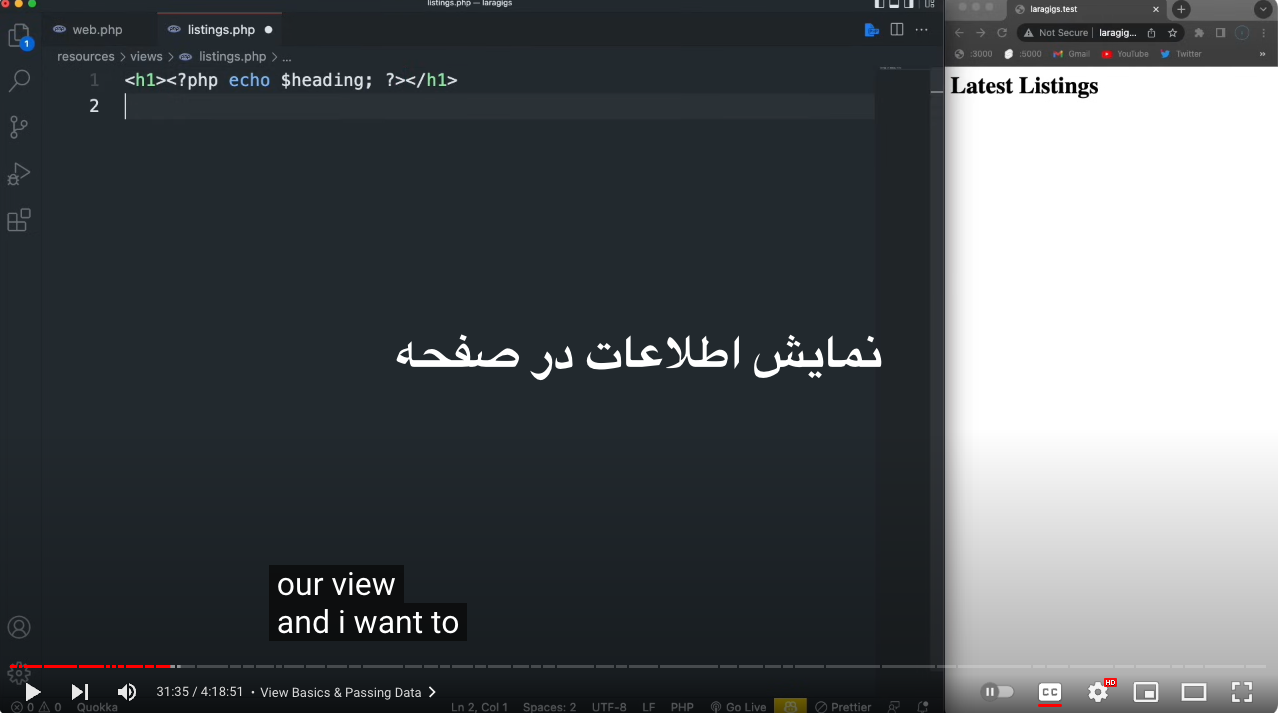 listings.php — laragigs
web.php
listings.php
resources > views > listings.php > ...
1 <h1><?php echo $heading; ?></h1>
2
1
نمایش اطلاعات در صفحه
our view
and i want to
31:35 / 4:18:51 • View Basics & Passing Data >
CC
HD
0 0 Quokka Ln 2, Col 1 Spaces: 2 UTF-8 LF PHP Go Live Prettier
laragigs.test
Not Secure | laragig...
:3000 :5000 Gmail YouTube Twitter »
Latest Listings